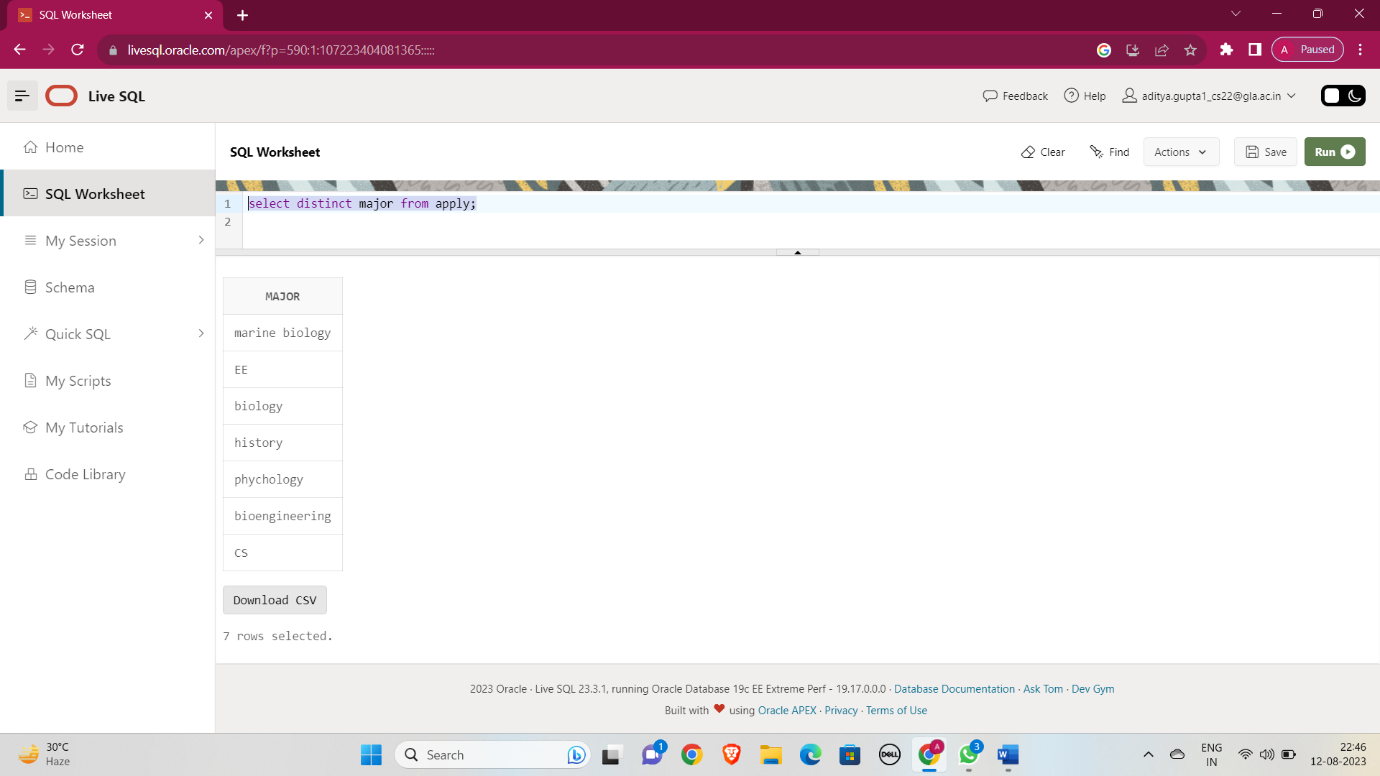 SQL Worksheet
livesql.oracle.com/apex/f?p=590:1:107223404081365:::::
A Paused
Live SQL
Feedback
Help
aditya.gupta1_cs22@gla.ac.in
Home
SQL Worksheet
My Session
Schema
Quick SQL
My Scripts
My Tutorials
Code Library
SQL Worksheet
Clear
Find
Actions
Save
Run
1 select distinct major from apply;
2
MAJOR
marine biology
EE
biology
history
phychology
bioengineering
CS
Download CSV
7 rows selected.
2023 Oracle · Live SQL 23.3.1, running Oracle Database 19c EE Extreme Perf - 19.17.0.0.0 · Database Documentation · Ask Tom · Dev Gym
Built with ❤ using Oracle APEX · Privacy · Terms of Use
30°C
Haze
Search
1
DELL
A
3
W
ENG
IN
22:46
12-08-2023